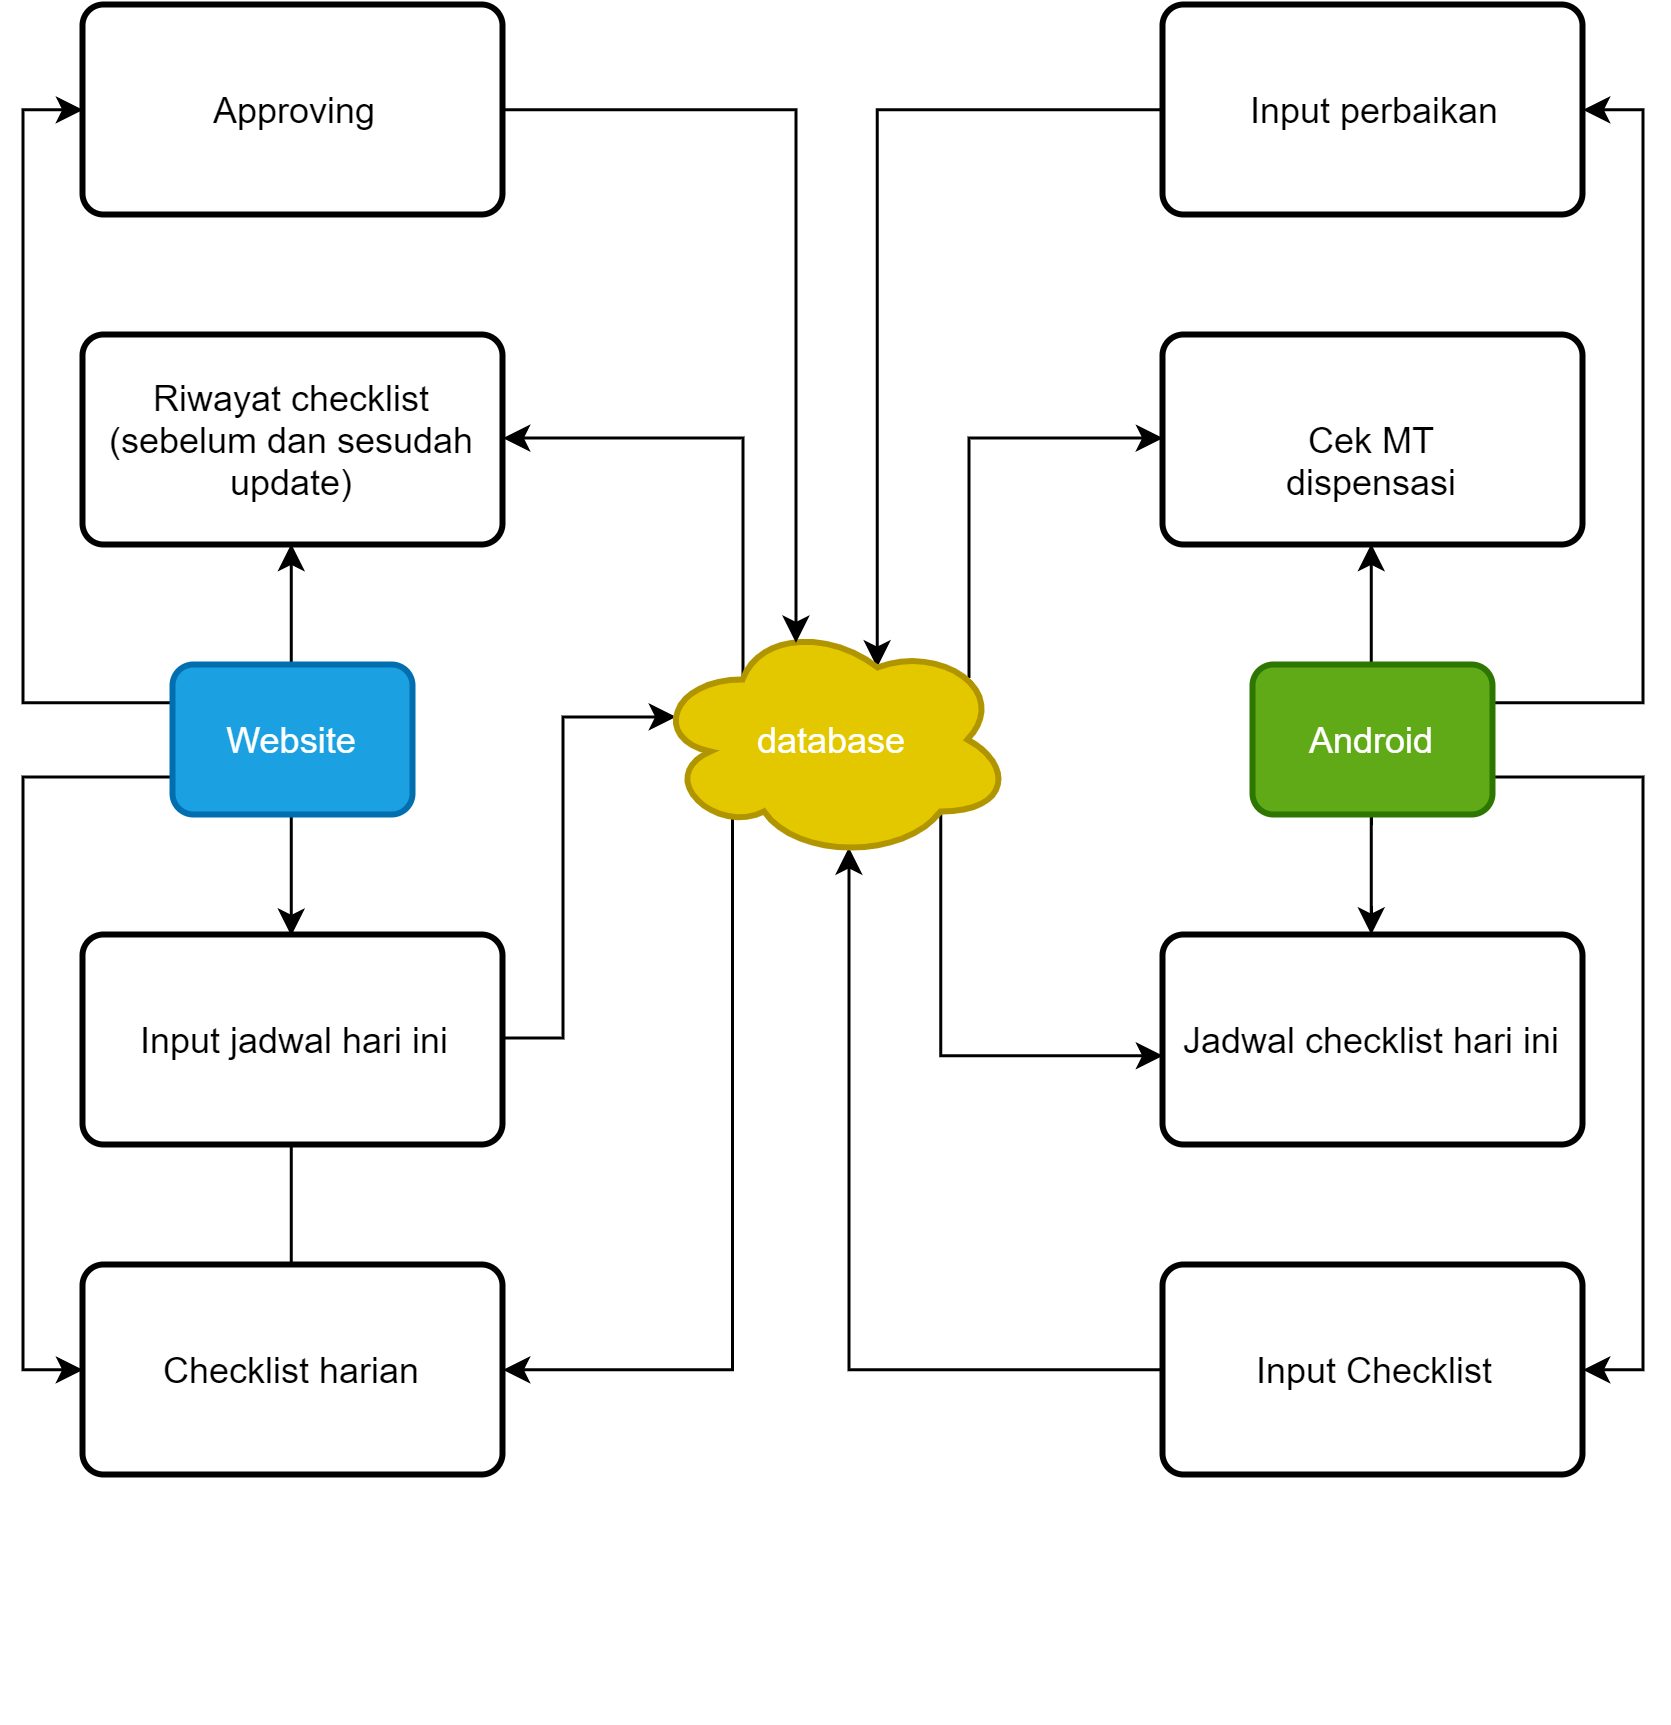 Approving
Input perbaikan
Riwayat checklist
(sebelum dan sesudah
update)
Cek MT
dispensasi
Website
database
Android
Input jadwal hari ini
Jadwal checklist hari ini
Checklist harian
Input Checklist